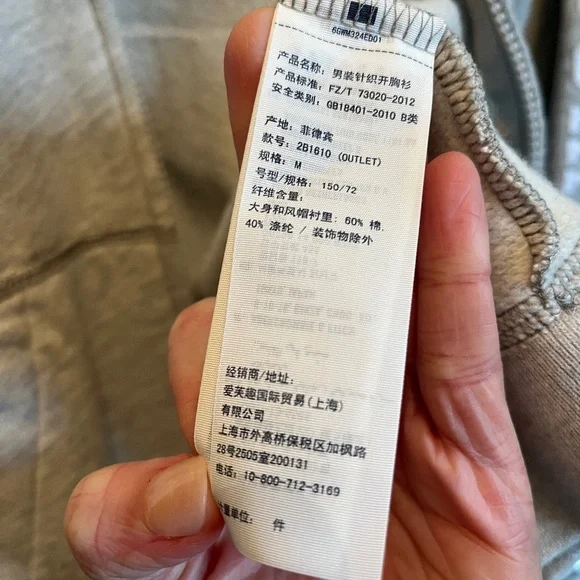 6GWM324ED01
产品名称: 男装针织开胸衫
产品标准: FZ/T 73020-2012
安全类别: GB18401-2010 B类
产地: 菲律宾
款号: 2B1610 (OUTLET)
规格: M
号型/规格: 150/72
纤维含量:
大身和风帽衬里: 60% 棉,
40% 涤纶 / 装饰物除外
经销商/地址:
爱芙趣国际贸易(上海)
有限公司
上海市外高桥保税区加枫路
28号2505室200131
电话: 10-800-712-3169
量单位: 件